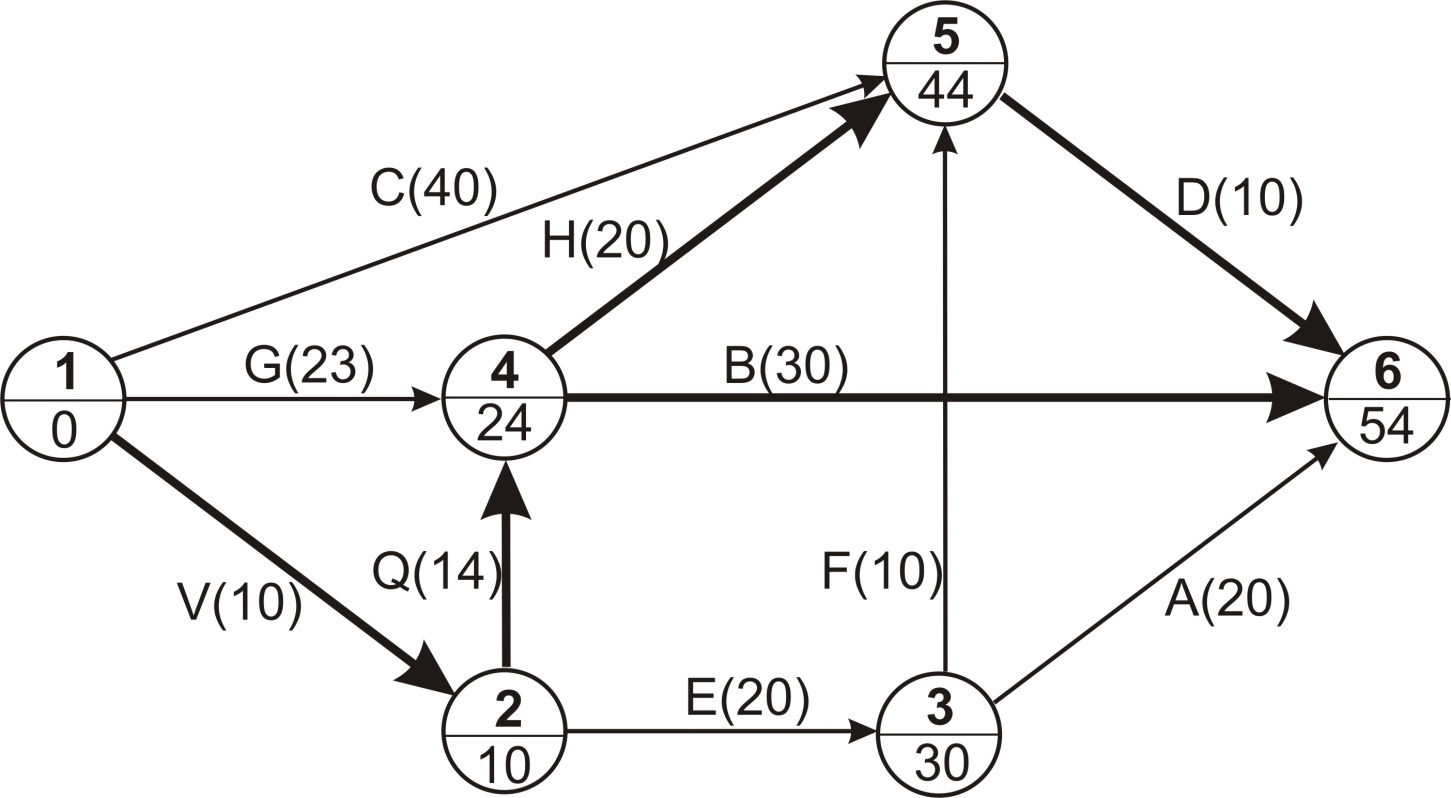 5
44
C(40)
D(10)
H(20)
1
0
G(23)
4
24
B(30)
6
54
V(10)
Q(14)
F(10)
A(20)
2
10
E(20)
3
30